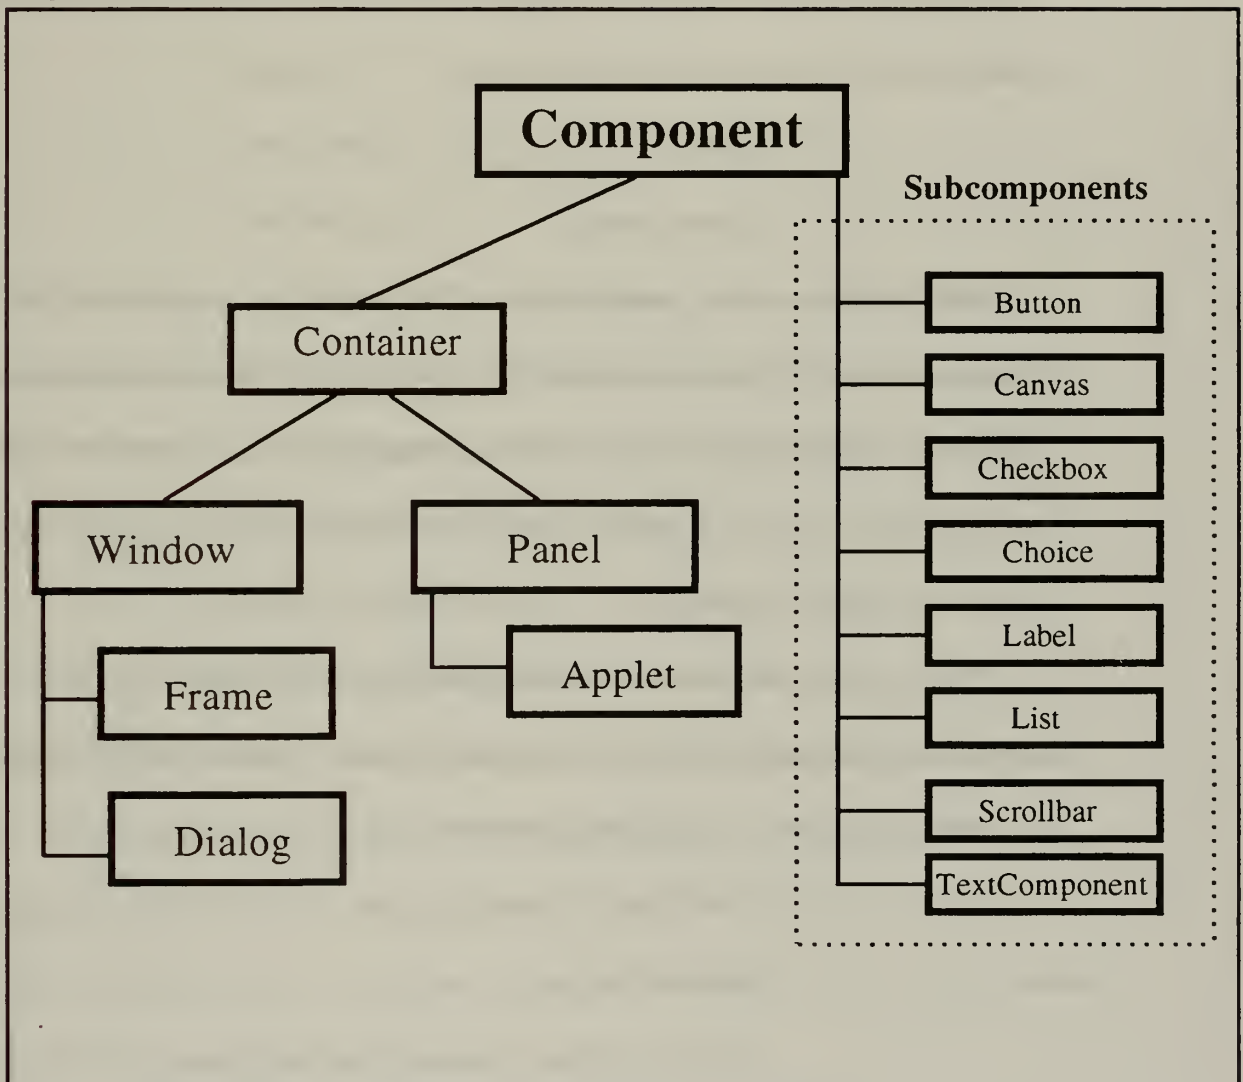 Component
Subcomponents
Container
Window
Panel
Frame
Applet
Dialog
Button
Canvas
Checkbox
Choice
Label
List
Scrollbar
TextComponent